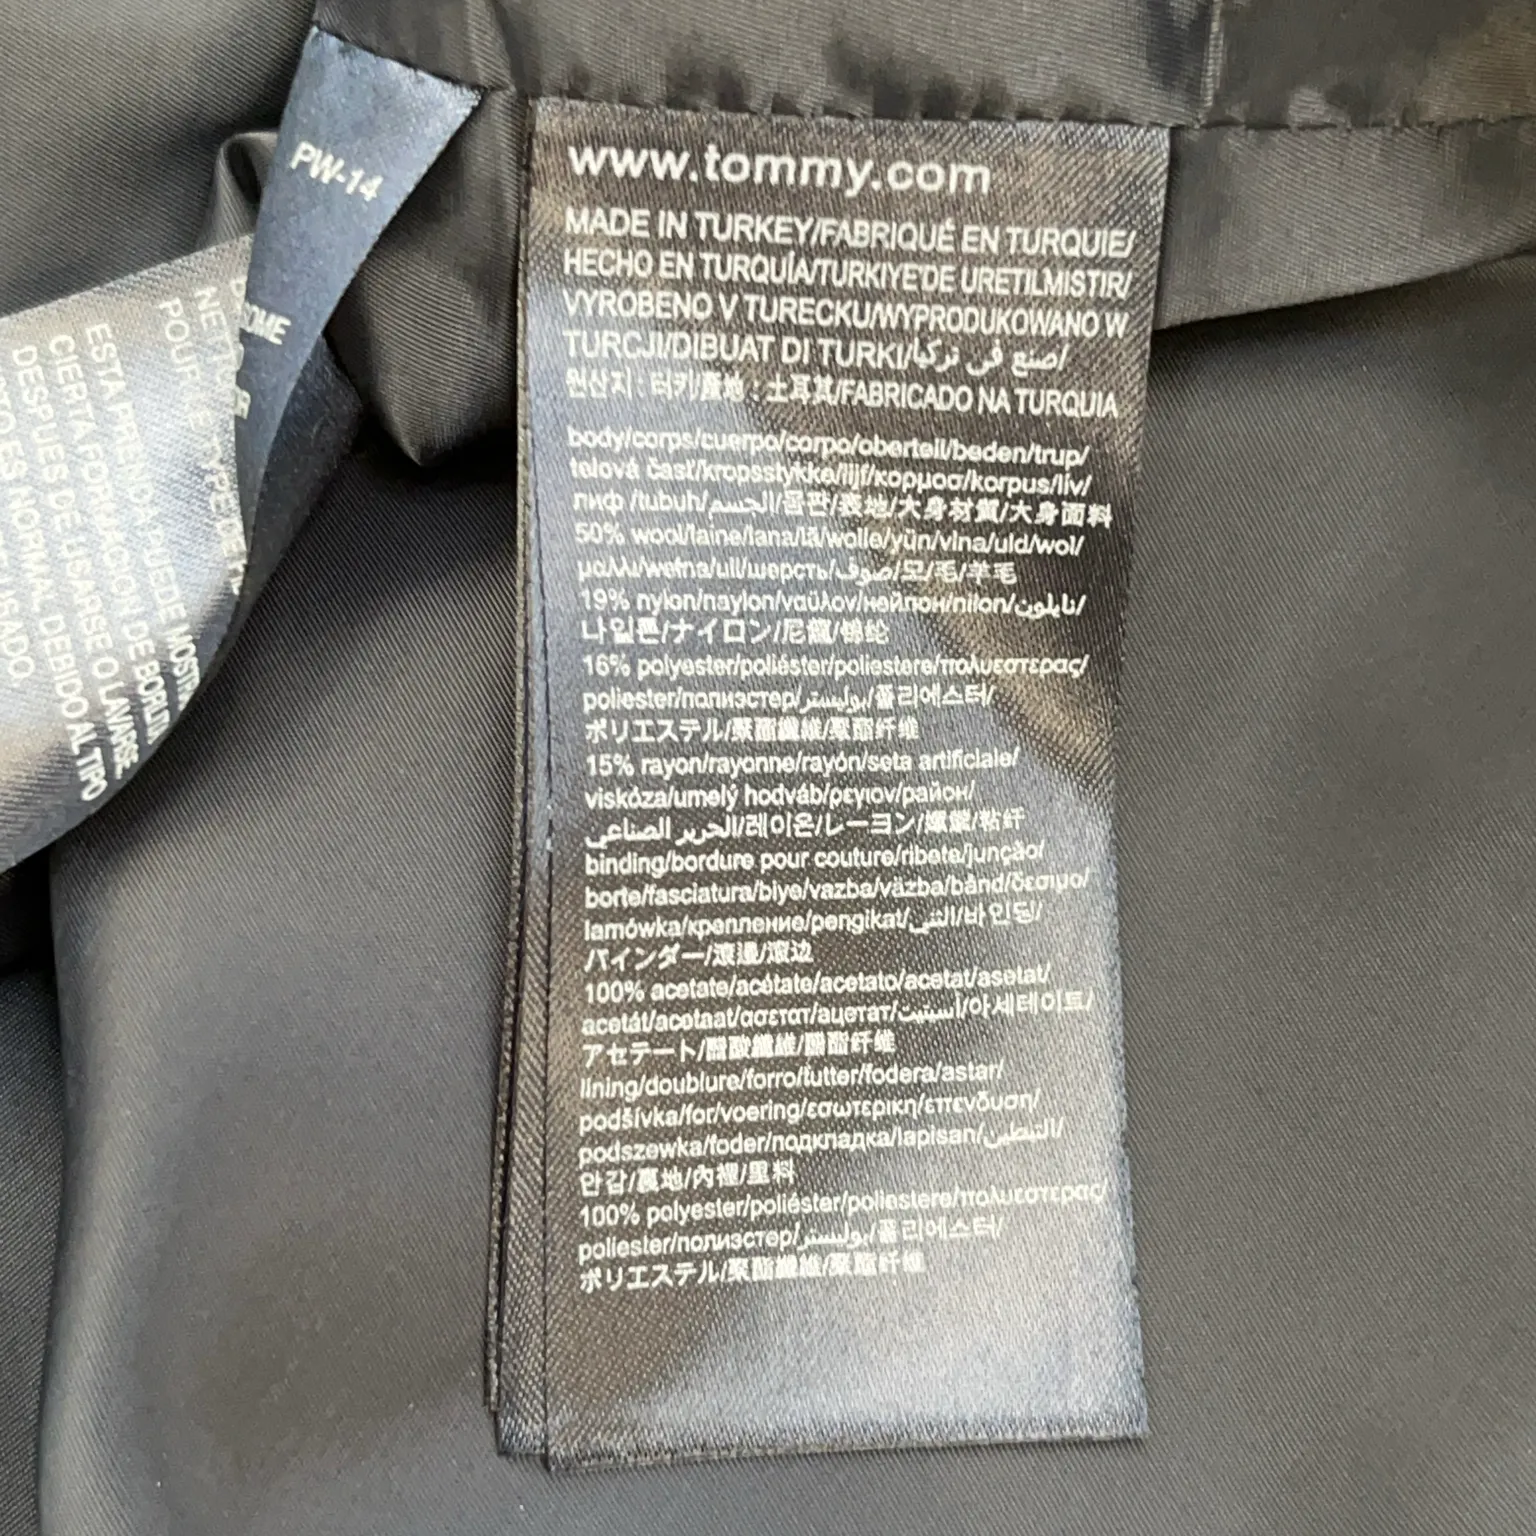 www.tommy.com
MADE IN TURKEY/FABRIQUÉ EN TURQUIE/
HECHO EN TURQUÍA/TURKIYE'DE URETILMISTIR/
VYROBENO V TURECKU/WYPRODUKOWANO W
TURCJI/DIBUAT DI TURKI/صنع في تركيا/
원산지 : 터키/產地 : 土耳其/FABRICADO NA TURQUIA
body/corps/cuerpo/corpo/oberteil/beden/trup/
telová časť/kropsstykke/lijf/κορμοσ/korpus/liv/
лиф /tubuh/الجسم/몸판/表地/大身材質/大身面料
50% wool/laine/lana/lã/wolle/yün/vlna/uld/wol/
μαλλι/wełna/ull/шерсть/صوف/모/毛/羊毛
19% nylon/naylon/ναϋλον/нейлон/nilon/نايلون/
나일론/ナイロン/尼龍/锦纶
16% polyester/poliéster/poliestere/πολυεστερας/
poliester/полиэстер/بوليستر/폴리에스터/
ポリエステル/聚酯纖維/聚酯纤维
15% rayon/rayonne/rayón/seta artificiale/
viskóza/umelý hodváb/ρεγιον/район/
الحرير الصناعي/레이온/レーヨン/嫘縈/粘纤
binding/bordure pour couture/ribete/junção/
borte/fasciatura/biye/vazba/väzba/bånd/δεσιμο/
lamówka/крепление/pengikat/الثني/바인딩/
バインダー/滾邊/滚边
100% acetate/acétate/acetato/acetat/asetat/
acetát/acetaat/ασετατ/ацетат/أسيتيت/아세테이트/
アセテート/醋酸纖維/醋酯纤维
lining/doublure/forro/futter/fodera/astar/
podšívka/for/voering/εσωτερικη/επενδυση/
podszewka/foder/подкладка/lapisan/التبطين/
안감/裏地/內裡/里料
100% polyester/poliéster/poliestere/πολυεστερας/
poliester/полиэстер/بوليستر/폴리에스터/
ポリエステル/聚酯纖維/聚酯纤维
PW-14
ESTA PRENDA PUEDE
CIERTA FORMACION DE
DESPUES DE USARSE O LAVARSE.
ES NORMAL DEBIDO AL TIPO